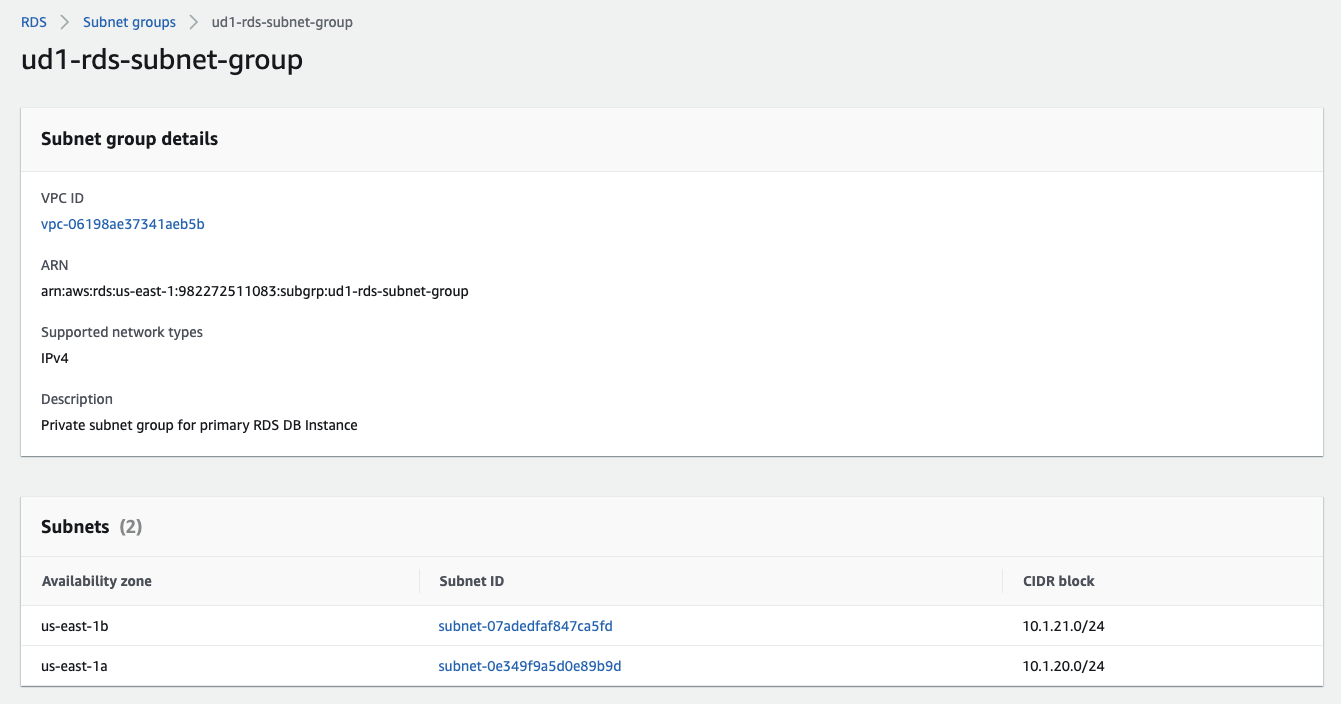 RDS > Subnet groups > ud1-rds-subnet-group
ud1-rds-subnet-group
Subnet group details
VPC ID
vpc-06198ae37341aeb5b
ARN
arn:aws:rds:us-east-1:982272511083:subgrp:ud1-rds-subnet-group
Supported network types
IPv4
Description
Private subnet group for primary RDS DB Instance
Subnets (2)
Availability zone Subnet ID CIDR block
us-east-1b subnet-07adedfaf847ca5fd 10.1.21.0/24
us-east-1a subnet-0e349f9a5d0e89b9d 10.1.20.0/24